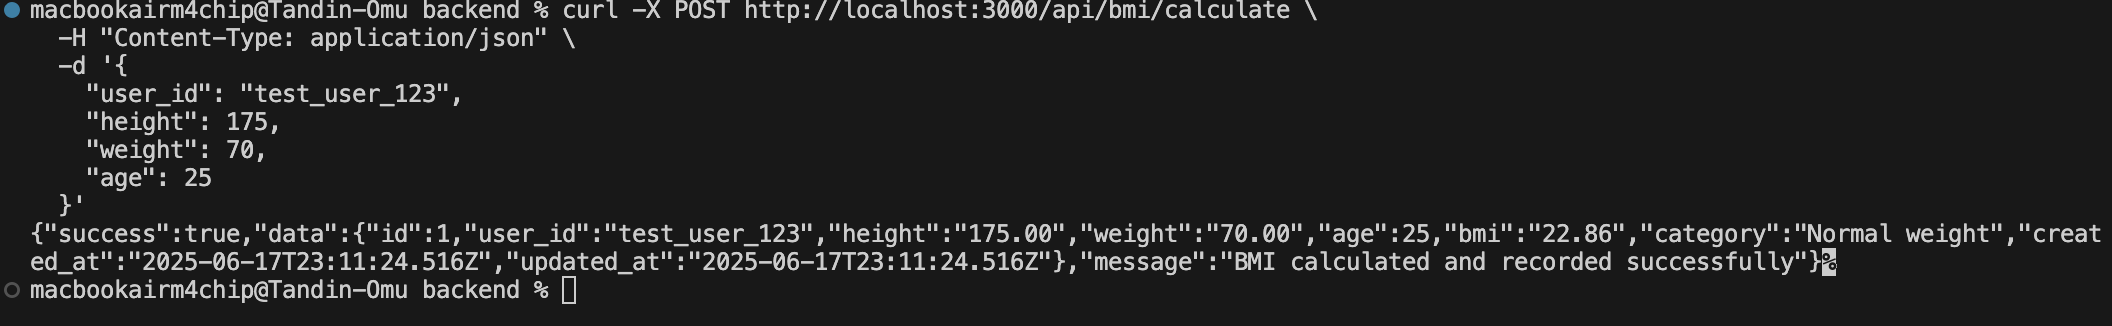 macbookairm4chip@Tandin-Omu backend % curl -X POST http://localhost:3000/api/bmi/calculate \
  -H "Content-Type: application/json" \
  -d '{
    "user_id": "test_user_123",
    "height": 175,
    "weight": 70,
    "age": 25
  }'
{"success":true,"data":{"id":1,"user_id":"test_user_123","height":"175.00","weight":"70.00","age":25,"bmi":"22.86","category":"Normal weight","creat
ed_at":"2025-06-17T23:11:24.516Z","updated_at":"2025-06-17T23:11:24.516Z"},"message":"BMI calculated and recorded successfully"}%
macbookairm4chip@Tandin-Omu backend %